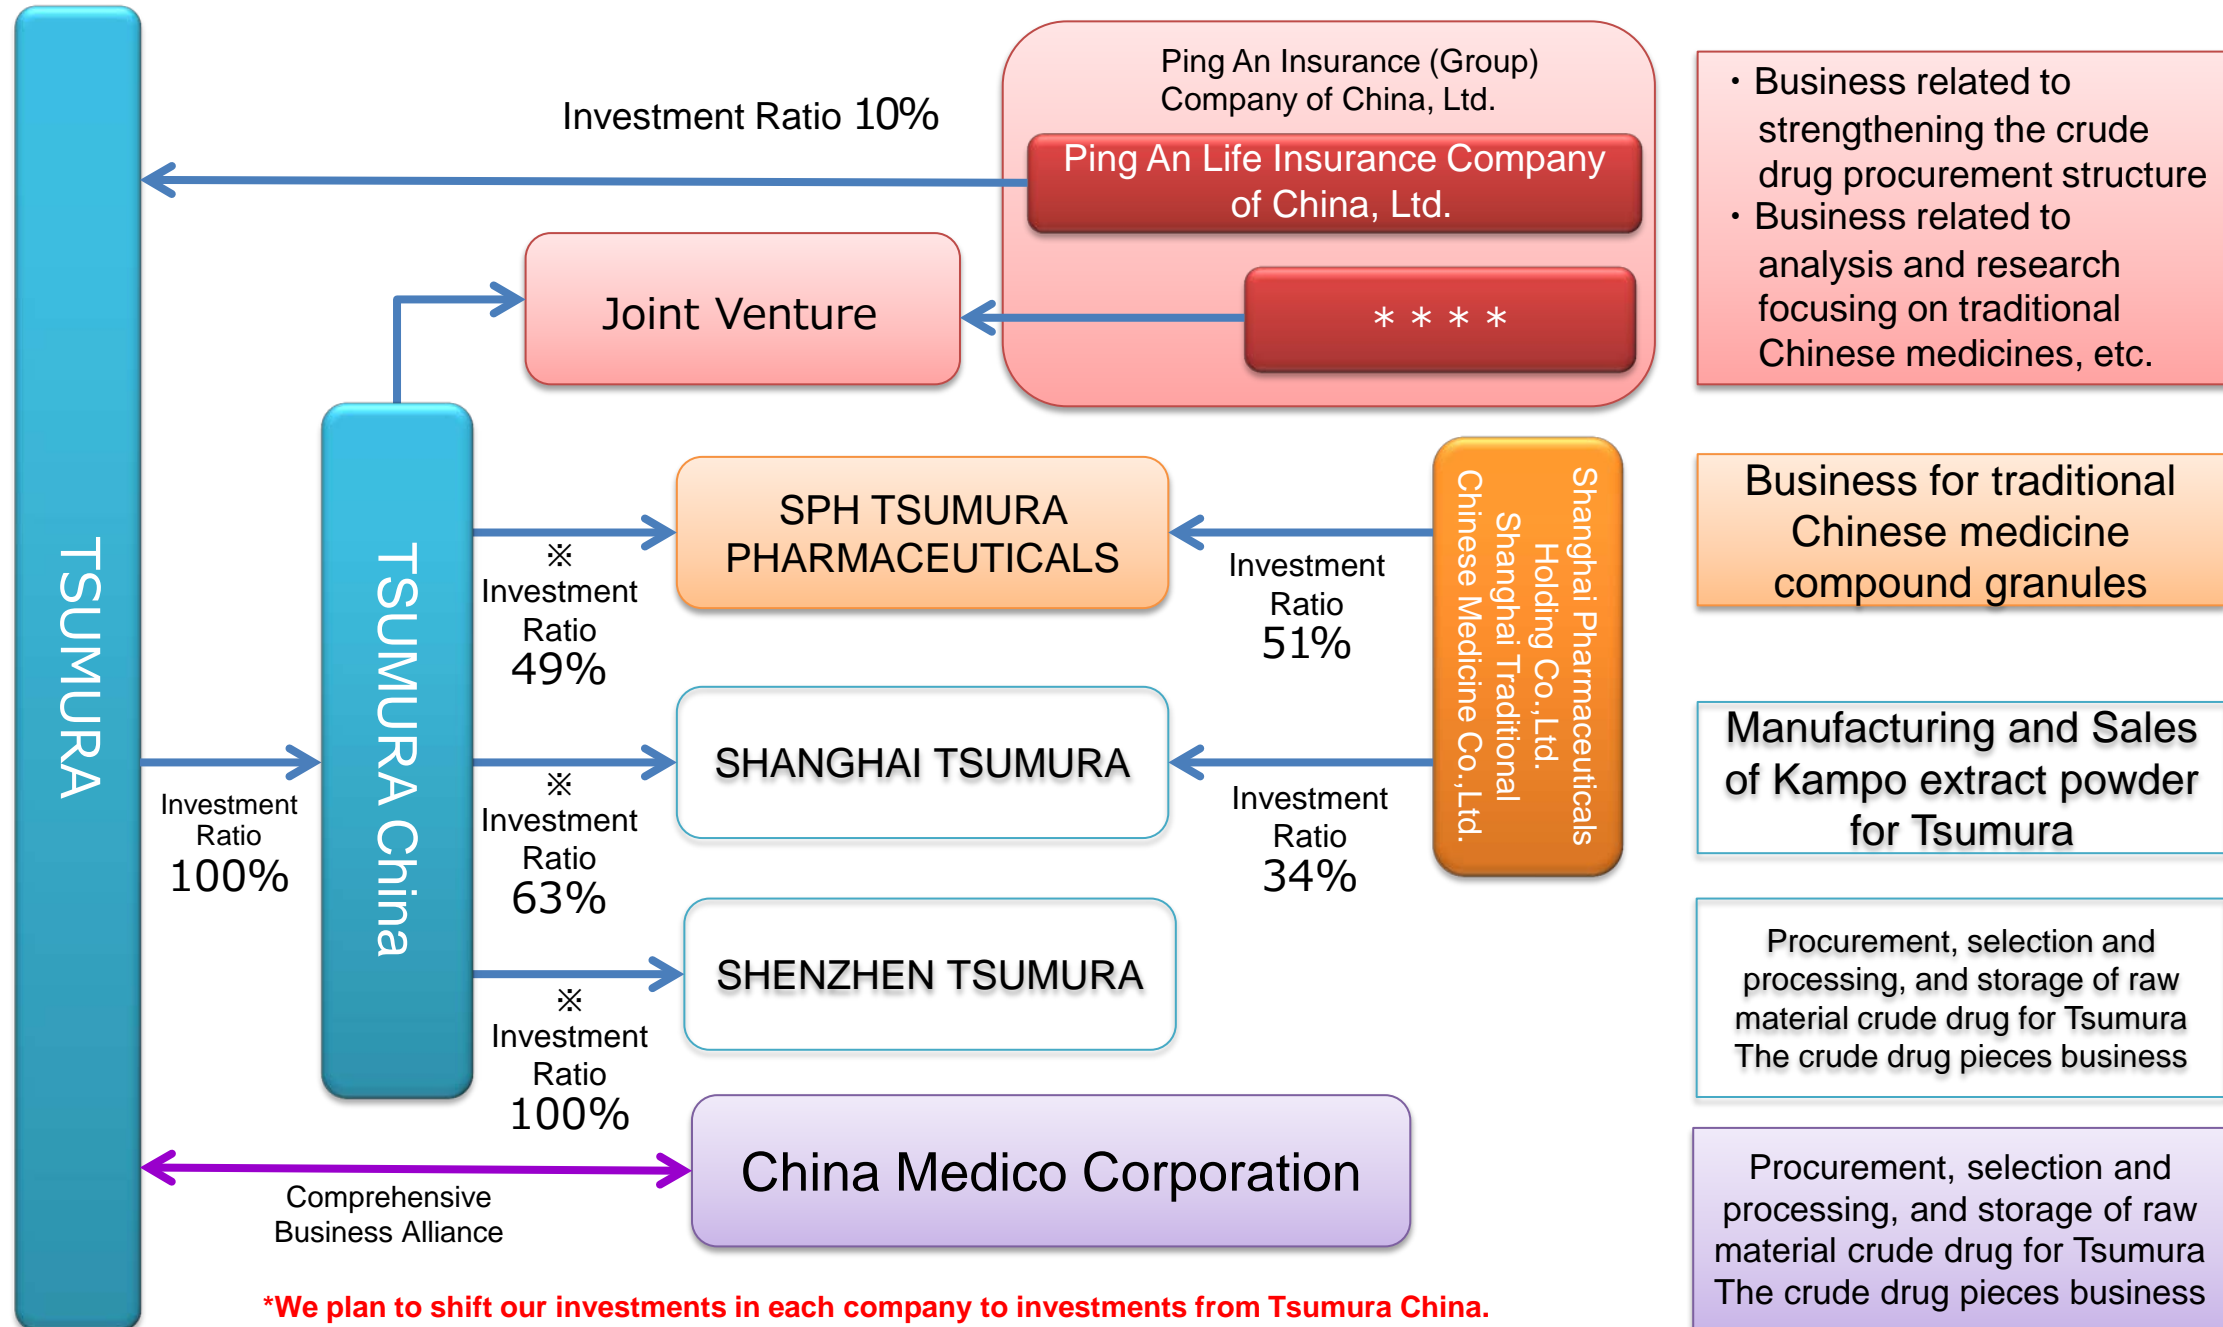 TSUMURA
Investment Ratio 10%
Ping An Insurance (Group)
Company of China, Ltd.
Ping An Life Insurance Company
of China, Ltd.
Joint Venture
＊＊＊＊
・Business related to
strengthening the crude
drug procurement structure
・Business related to
analysis and research
focusing on traditional
Chinese medicines, etc.
Investment
Ratio
100%
TSUMURA China
※
Investment
Ratio
49%
SPH TSUMURA
PHARMACEUTICALS
Investment
Ratio
51%
Shanghai Pharmaceuticals
Holding Co.,Ltd.
Shanghai Traditional
Chinese Medicine Co.,Ltd.
Business for traditional
Chinese medicine
compound granules
※
Investment
Ratio
63%
SHANGHAI TSUMURA
Investment
Ratio
34%
Manufacturing and Sales
of Kampo extract powder
for Tsumura
※
Investment
Ratio
100%
SHENZHEN TSUMURA
Procurement, selection and
processing, and storage of raw
material crude drug for Tsumura
The crude drug pieces business
Comprehensive
Business Alliance
China Medico Corporation
Procurement, selection and
processing, and storage of raw
material crude drug for Tsumura
The crude drug pieces business
*We plan to shift our investments in each company to investments from Tsumura China.